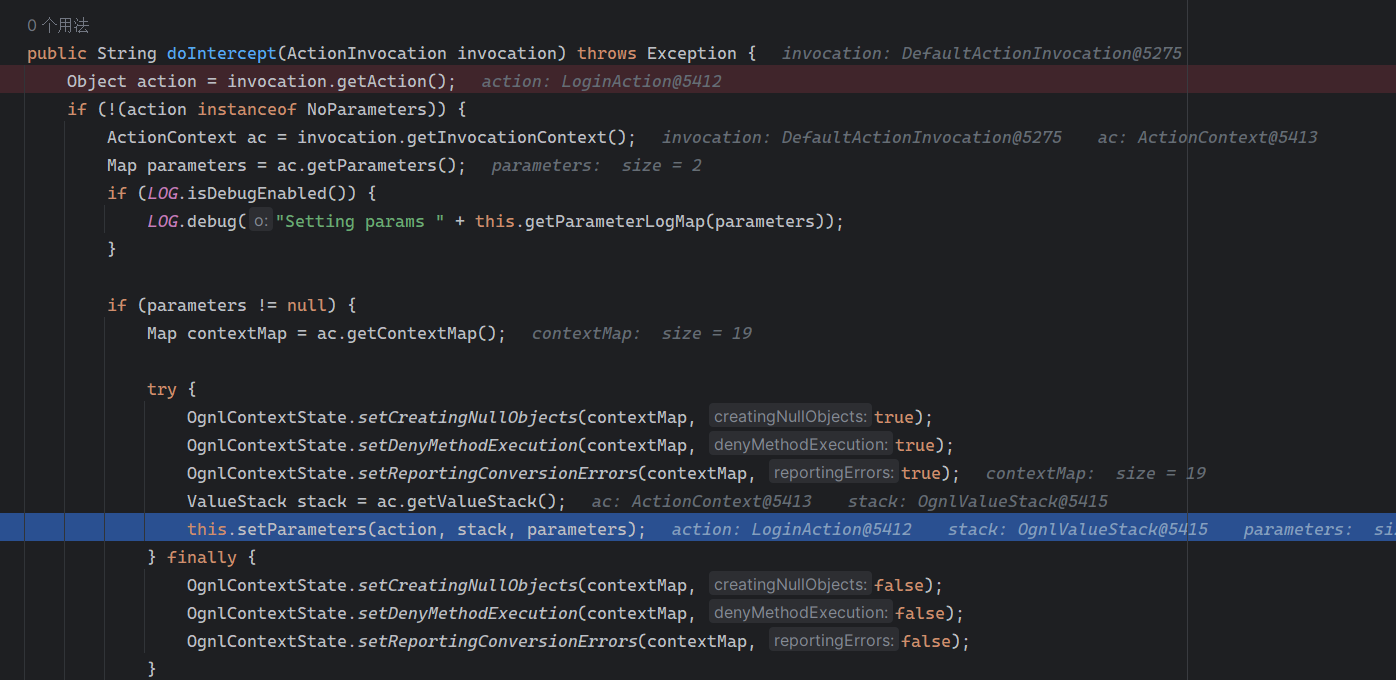 0 个用法
public String doIntercept(ActionInvocation invocation) throws Exception {   invocation: DefaultActionInvocation@5275
    Object action = invocation.getAction();   action: LoginAction@5412
    if (!(action instanceof NoParameters)) {
        ActionContext ac = invocation.getInvocationContext();   invocation: DefaultActionInvocation@5275    ac: ActionContext@5413
        Map parameters = ac.getParameters();   parameters:  size = 2
        if (LOG.isDebugEnabled()) {
            LOG.debug( o: "Setting params " + this.getParameterLogMap(parameters));
        }
        if (parameters != null) {
            Map contextMap = ac.getContextMap();   contextMap:  size = 19
            try {
                OgnlContextState.setCreatingNullObjects(contextMap,  creatingNullObjects: true);
                OgnlContextState.setDenyMethodExecution(contextMap,  denyMethodExecution: true);
                OgnlContextState.setReportingConversionErrors(contextMap,  reportingErrors: true);   contextMap:  size = 19
                ValueStack stack = ac.getValueStack();   ac: ActionContext@5413    stack: OgnlValueStack@5415
                this.setParameters(action, stack, parameters);   action: LoginAction@5412    stack: OgnlValueStack@5415    parameters:
            } finally {
                OgnlContextState.setCreatingNullObjects(contextMap,  creatingNullObjects: false);
                OgnlContextState.setDenyMethodExecution(contextMap,  denyMethodExecution: false);
                OgnlContextState.setReportingConversionErrors(contextMap,  reportingErrors: false);
            }